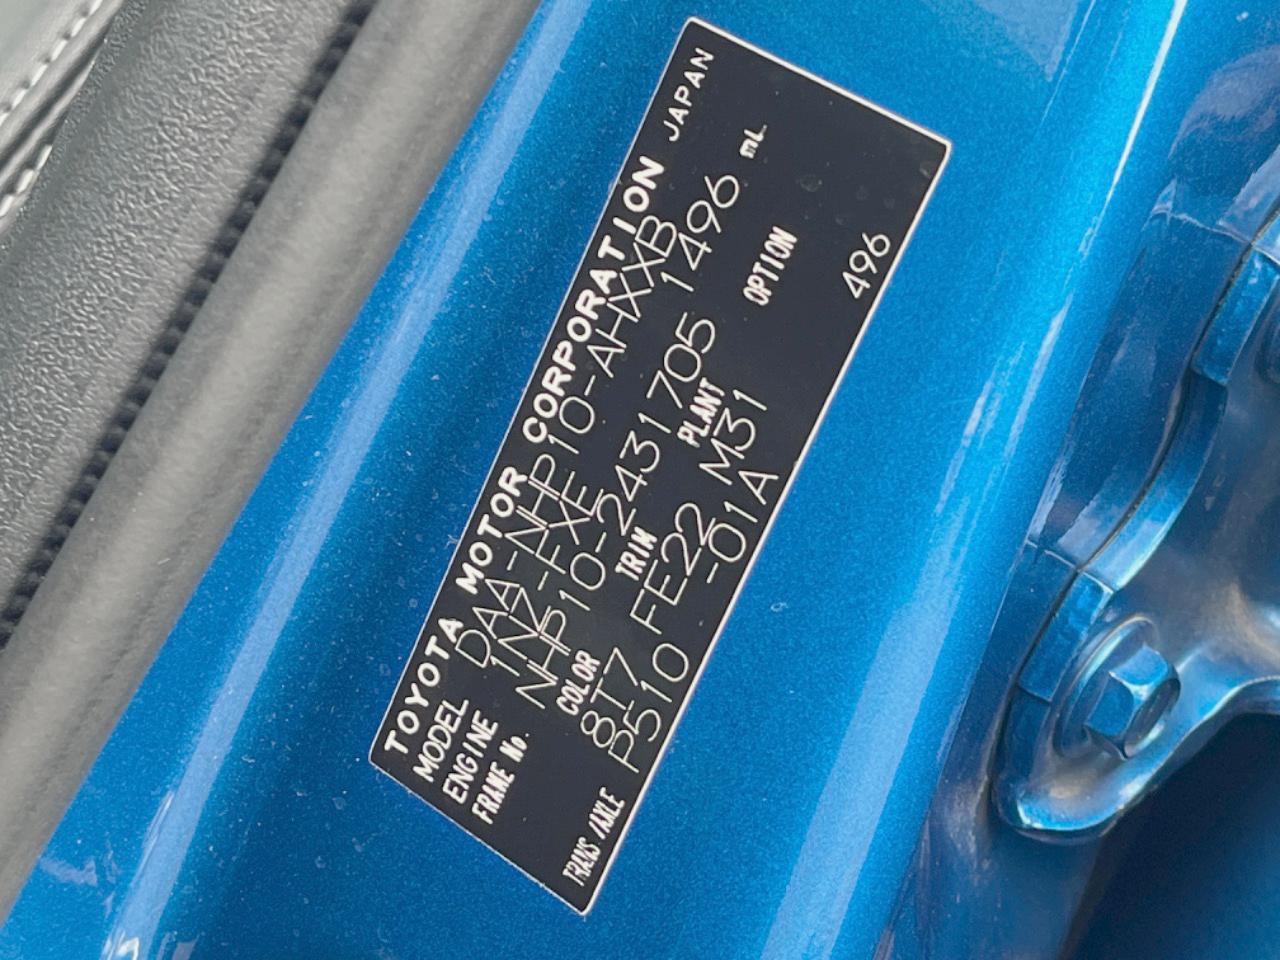 TOYOTA MOTOR CORPORATION JAPAN
MODEL DAA-NHP10-AHXXB
ENGINE 1NZ-FXE 1496 mL
FRAME No. NHP10-2431705
COLOR TRIM PLANT OPTION
8T7 FE22 M31
TRANS/AXLE P510 -01A 496